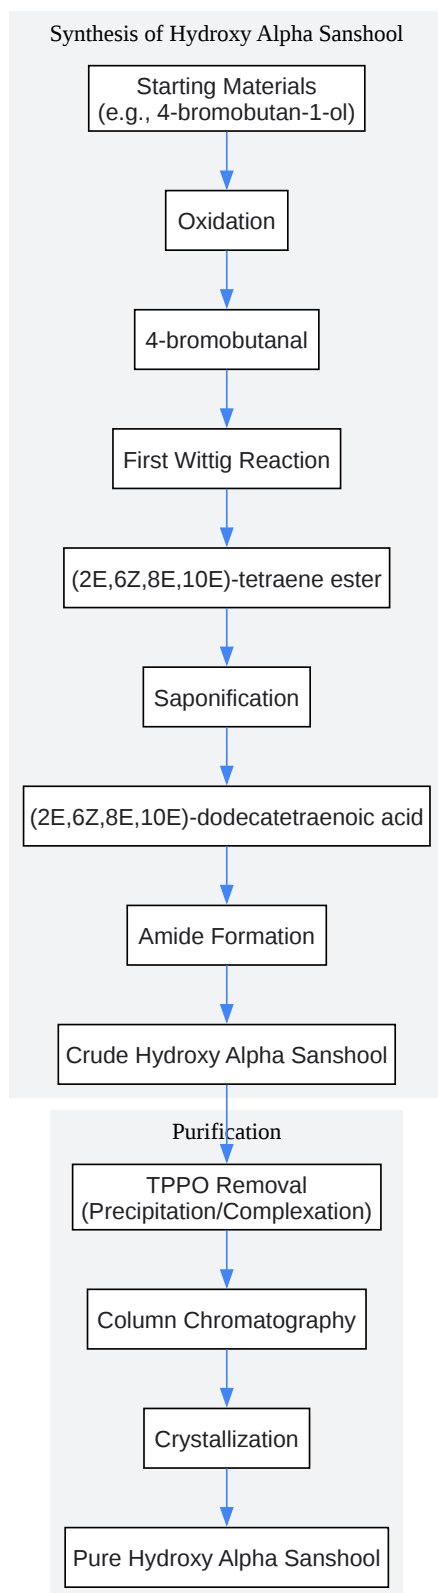 Synthesis of Hydroxy Alpha Sanshool
Starting Materials
(e.g., 4-bromobutan-1-ol)
Oxidation
4-bromobutanal
First Wittig Reaction
(2E,6Z,8E,10E)-tetraene ester
Saponification
(2E,6Z,8E,10E)-dodecatetraenoic acid
Amide Formation
Crude Hydroxy Alpha Sanshool
Purification
TPPO Removal
(Precipitation/Complexation)
Column Chromatography
Crystallization
Pure Hydroxy Alpha Sanshool